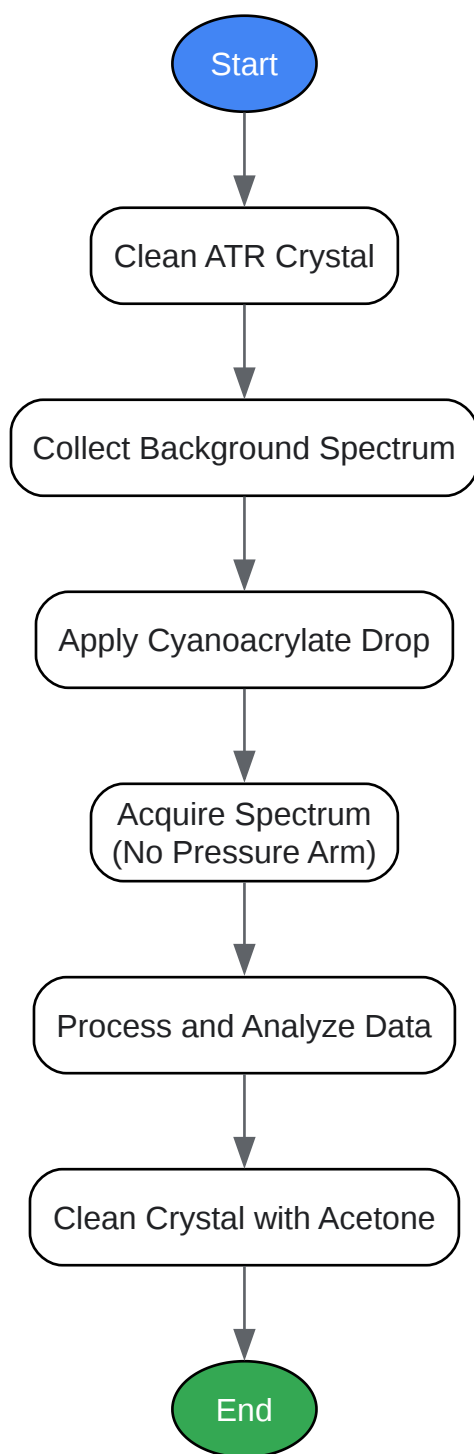 Start
Clean ATR Crystal
Collect Background Spectrum
Apply Cyanoacrylate Drop
Acquire Spectrum
(No Pressure Arm)
Process and Analyze Data
Clean Crystal with Acetone
End